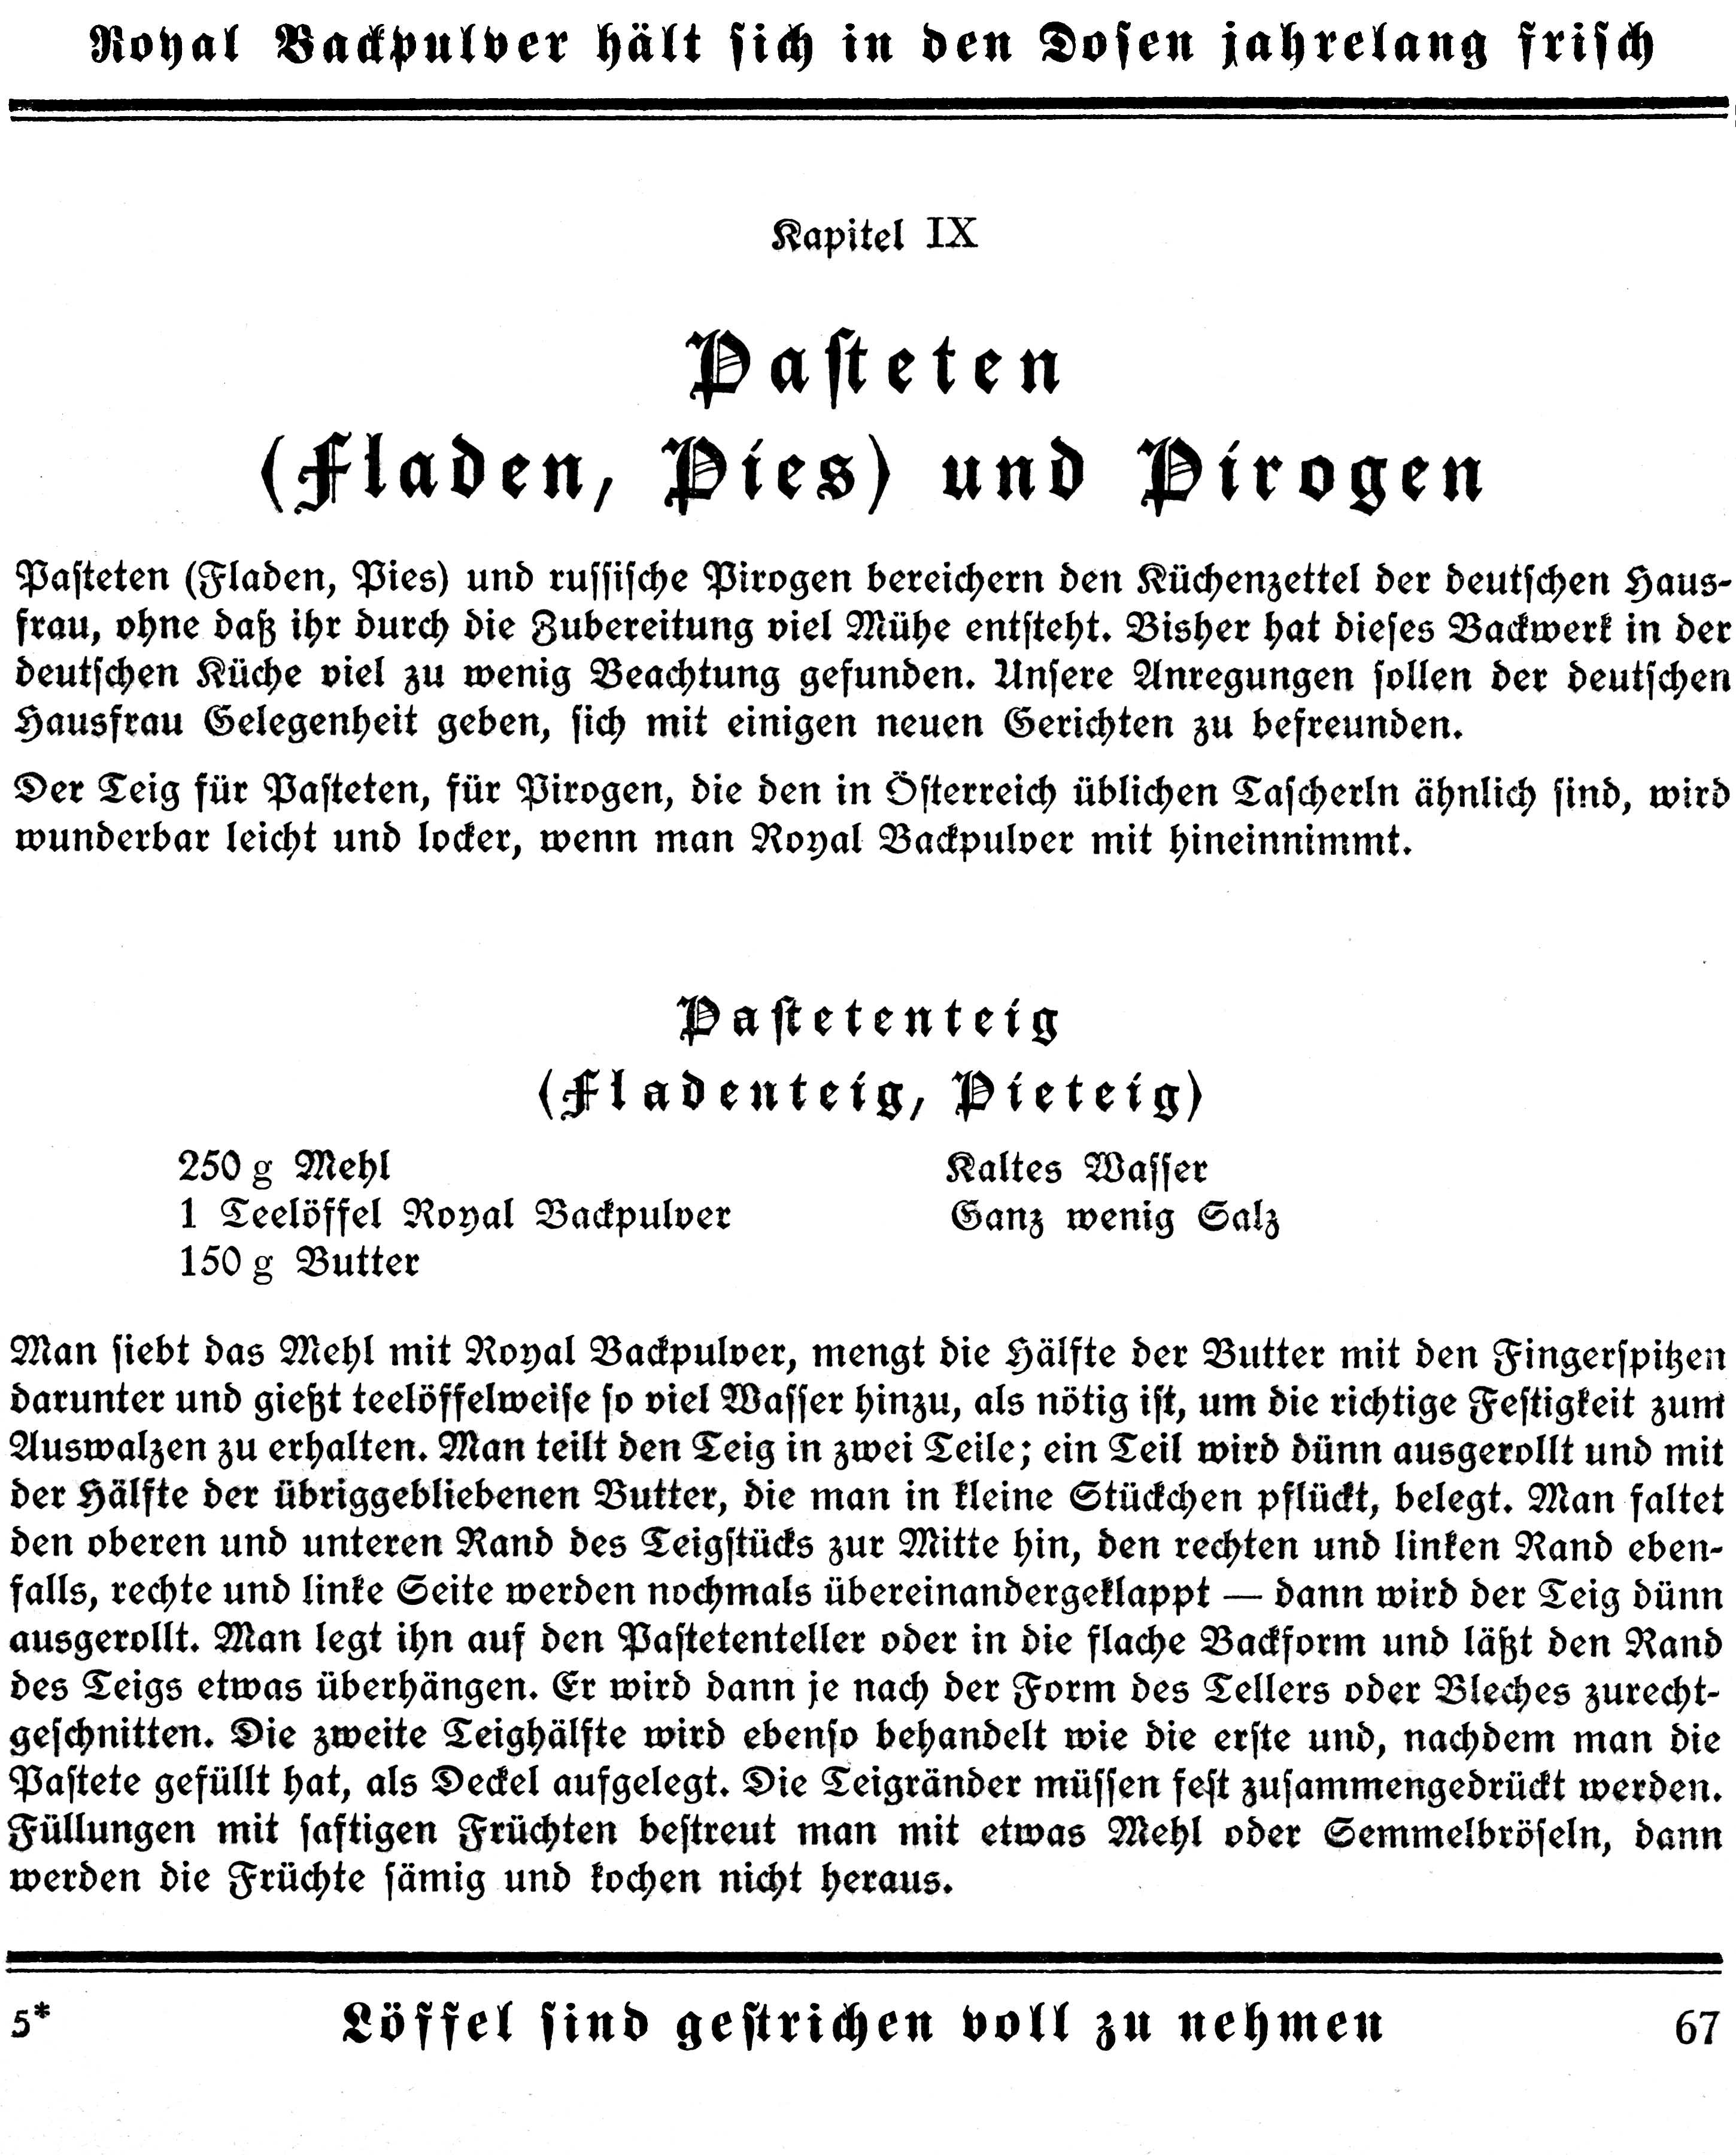 Royal Backpulver hält sich in den Dosen jahrelang frisch
Kapitel IX
Pasteten
(Fladen, Pies) und Pirogen
Pasteten (Fladen, Pies) und russische Pirogen bereichern den Küchenzettel der deutschen Haus-
frau, ohne daß ihr durch die Zubereitung viel Mühe entsteht. Bisher hat dieses Backwerk in der
deutschen Küche viel zu wenig Beachtung gefunden. Unsere Anregungen sollen der deutschen
Hausfrau Gelegenheit geben, sich mit einigen neuen Gerichten zu befreunden.
Der Teig für Pasteten, für Pirogen, die den in Österreich üblichen Tascherln ähnlich sind, wird
wunderbar leicht und locker, wenn man Royal Backpulver mit hineinnimmt.
Pastetenteig
(Fladenteig, Pieteig)
250 g Mehl
1 Teelöffel Royal Backpulver
150 g Butter
Kaltes Wasser
Ganz wenig Salz
Man siebt das Mehl mit Royal Backpulver, mengt die Hälfte der Butter mit den Fingerspitzen
darunter und gießt teelöffelweise so viel Wasser hinzu, als nötig ist, um die richtige Festigkeit zum
Auswalzen zu erhalten. Man teilt den Teig in zwei Teile; ein Teil wird dünn ausgerollt und mit
der Hälfte der übriggebliebenen Butter, die man in kleine Stückchen pflückt, belegt. Man faltet
den oberen und unteren Rand des Teigstücks zur Mitte hin, den rechten und linken Rand eben-
falls, rechte und linke Seite werden nochmals übereinandergeklappt — dann wird der Teig dünn
ausgerollt. Man legt ihn auf den Pastetenteller oder in die flache Backform und läßt den Rand
des Teigs etwas überhängen. Er wird dann je nach der Form des Tellers oder Bleches zurecht-
geschnitten. Die zweite Teighälfte wird ebenso behandelt wie die erste und, nachdem man die
Pastete gefüllt hat, als Deckel aufgelegt. Die Teigränder müssen fest zusammengedrückt werden.
Füllungen mit saftigen Früchten bestreut man mit etwas Mehl oder Semmelbröseln, dann
werden die Früchte sämig und kochen nicht heraus.
5*
Löffel sind gestrichen voll zu nehmen
67